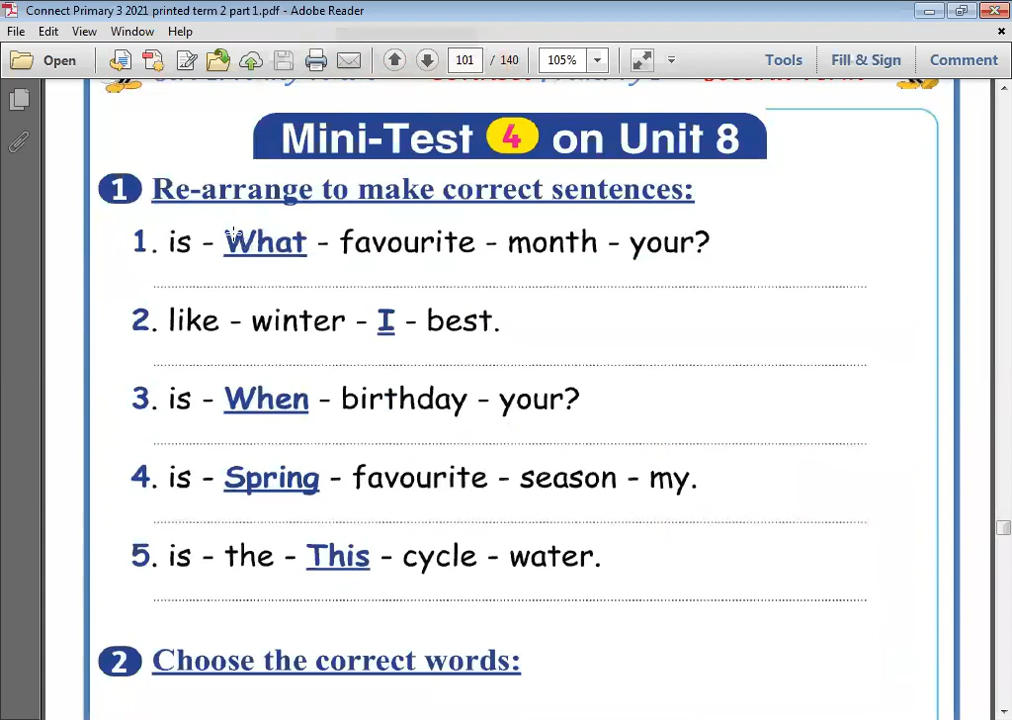 Connect Primary 3 2021 printed term 2 part 1.pdf - Adobe Reader
File Edit View Window Help
Open 101 / 140 105% Tools Fill & Sign Comment
Mini-Test 4 on Unit 8
1 Re-arrange to make correct sentences:
1. is - What - favourite - month - your?
2. like - winter - I - best.
3. is - When - birthday - your?
4. is - Spring - favourite - season - my.
5. is - the - This - cycle - water.
2 Choose the correct words: